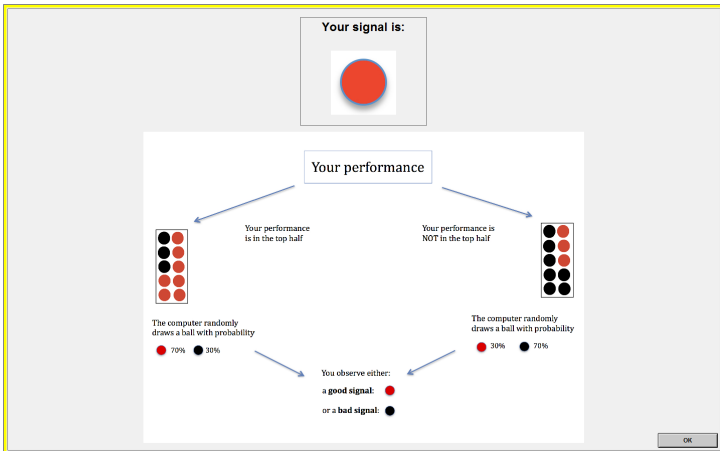 Your signal is:
Your performance
Your performance
is in the top half
Your performance is
NOT in the top half
The computer randomly
draws a ball with probability
70% 30%
The computer randomly
draws a ball with probability
30% 70%
You observe either:
a good signal:
or a bad signal:
OK